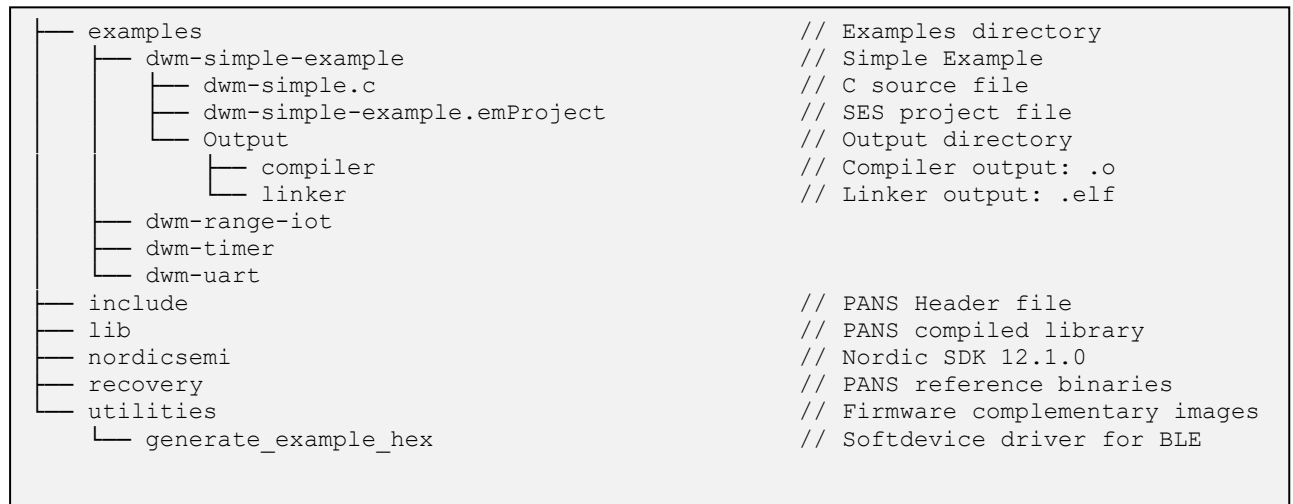 ├── examples // Examples directory
│   ├── dwm-simple-example // Simple Example
│   │   ├── dwm-simple.c // C source file
│   │   ├── dwm-simple-example.emProject // SES project file
│   │   └── Output // Output directory
│   │       ├── compiler // Compiler output: .o
│   │       └── linker // Linker output: .elf
│   ├── dwm-range-iot
│   ├── dwm-timer
│   └── dwm-uart
├── include // PANS Header file
├── lib // PANS compiled library
├── nordicsemi // Nordic SDK 12.1.0
├── recovery // PANS reference binaries
└── utilities // Firmware complementary images
    └── generate_example_hex // Softdevice driver for BLE